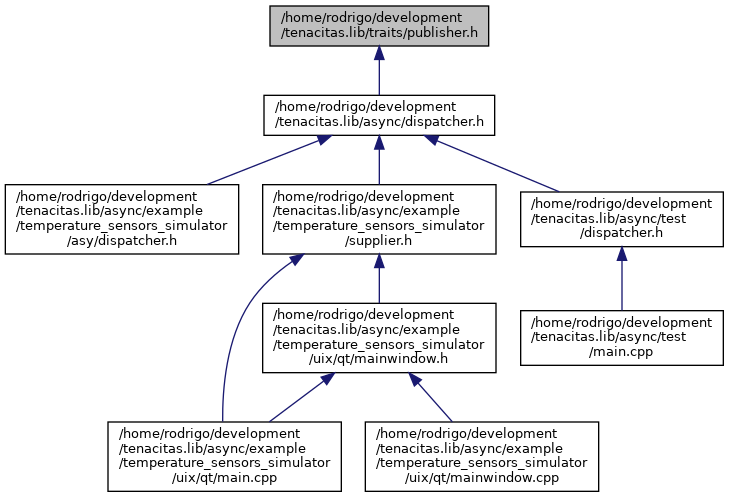 /home/rodrigo/development
/tenacitas.lib/traits/publisher.h
/home/rodrigo/development
/tenacitas.lib/async/dispatcher.h
/home/rodrigo/development
/tenacitas.lib/async/example
/temperature_sensors_simulator
/asy/dispatcher.h
/home/rodrigo/development
/tenacitas.lib/async/example
/temperature_sensors_simulator
/supplier.h
/home/rodrigo/development
/tenacitas.lib/async/test
/dispatcher.h
/home/rodrigo/development
/tenacitas.lib/async/example
/temperature_sensors_simulator
/uix/qt/mainwindow.h
/home/rodrigo/development
/tenacitas.lib/async/test
/main.cpp
/home/rodrigo/development
/tenacitas.lib/async/example
/temperature_sensors_simulator
/uix/qt/main.cpp
/home/rodrigo/development
/tenacitas.lib/async/example
/temperature_sensors_simulator
/uix/qt/mainwindow.cpp